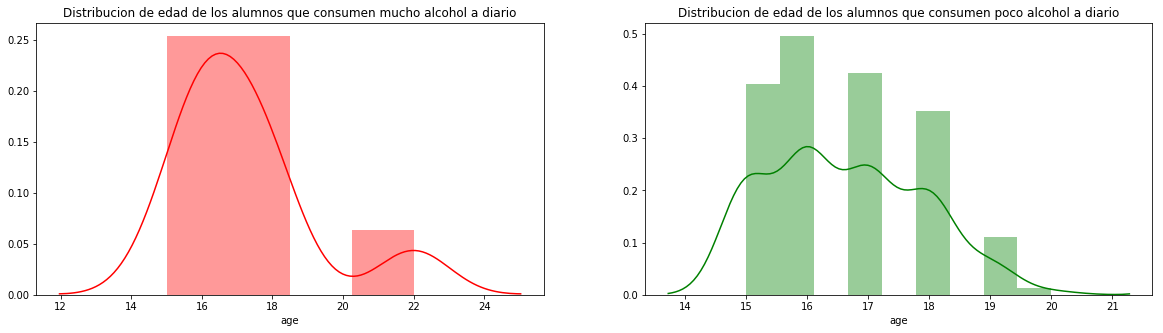 Distribucion de edad de los alumnos que consumen mucho alcohol a diario
0.25
0.20
0.15
0.10
0.05
0.00
12 14 16 18 20 22 24
age
Distribucion de edad de los alumnos que consumen poco alcohol a diario
0.5
0.4
0.3
0.2
0.1
0.0
14 15 16 17 18 19 20 21
age